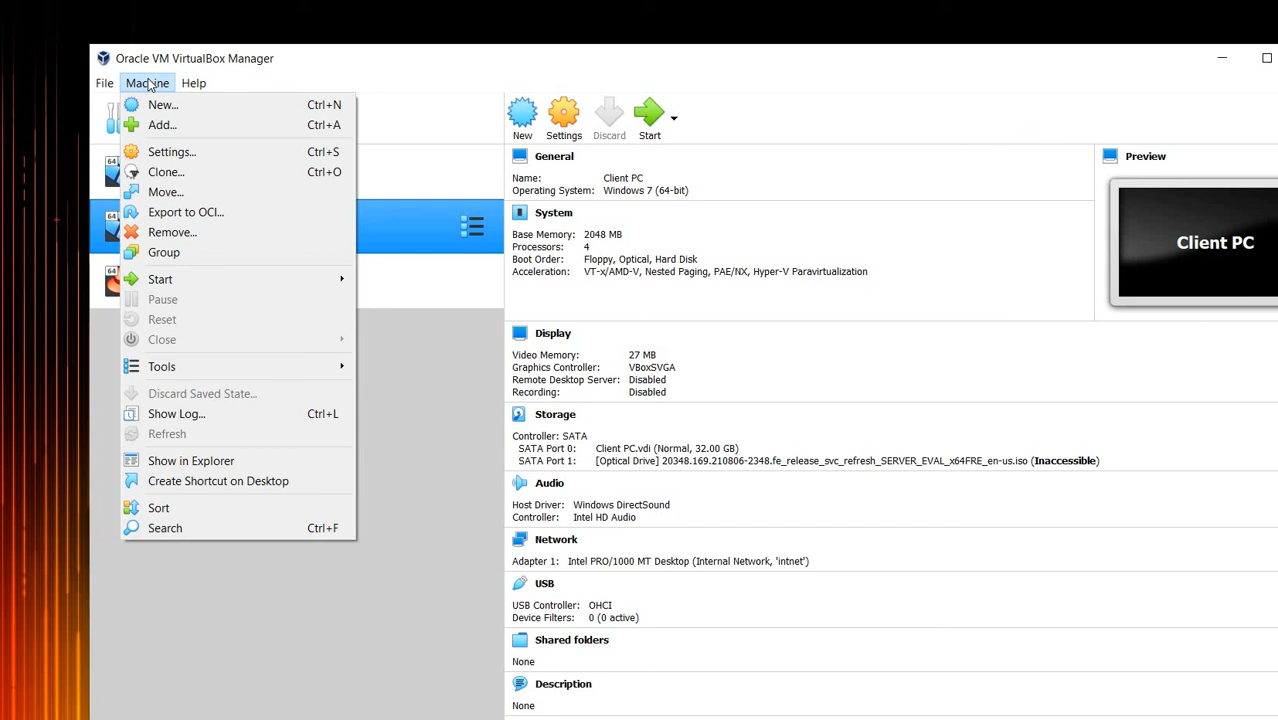 Oracle VM VirtualBox Manager
File Machine Help
New... Ctrl+N
Add... Ctrl+A
Settings... Ctrl+S
Clone... Ctrl+O
Move...
Export to OCI...
Remove...
Group
Start
Pause
Reset
Close
Tools
Discard Saved State...
Show Log... Ctrl+L
Refresh
Show in Explorer
Create Shortcut on Desktop
Sort
Search Ctrl+F
64
64
64
New Settings Discard Start
General
Name: Client PC
Operating System: Windows 7 (64-bit)
System
Base Memory: 2048 MB
Processors: 4
Boot Order: Floppy, Optical, Hard Disk
Acceleration: VT-x/AMD-V, Nested Paging, PAE/NX, Hyper-V Paravirtualization
Display
Video Memory: 27 MB
Graphics Controller: VBoxSVGA
Remote Desktop Server: Disabled
Recording: Disabled
Storage
Controller: SATA
SATA Port 0: Client PC.vdi (Normal, 32.00 GB)
SATA Port 1: [Optical Drive] 20348.169.210806-2348.fe_release_svc_refresh_SERVER_EVAL_x64FRE_en-us.iso (Inaccessible)
Audio
Host Driver: Windows DirectSound
Controller: Intel HD Audio
Network
Adapter 1: Intel PRO/1000 MT Desktop (Internal Network, 'intnet')
USB
USB Controller: OHCI
Device Filters: 0 (0 active)
Shared folders
None
Description
None
Preview
Client PC